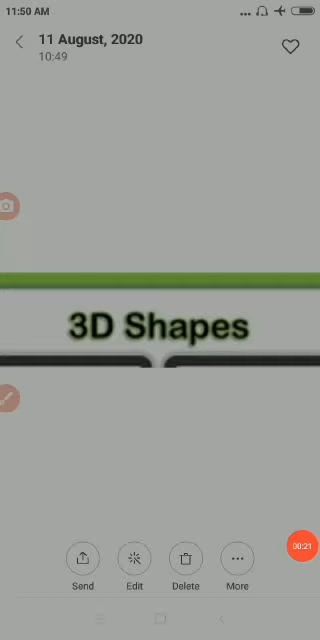 11:50 AM
11 August, 2020
10:49
3D Shapes
00:21
Send Edit Delete More